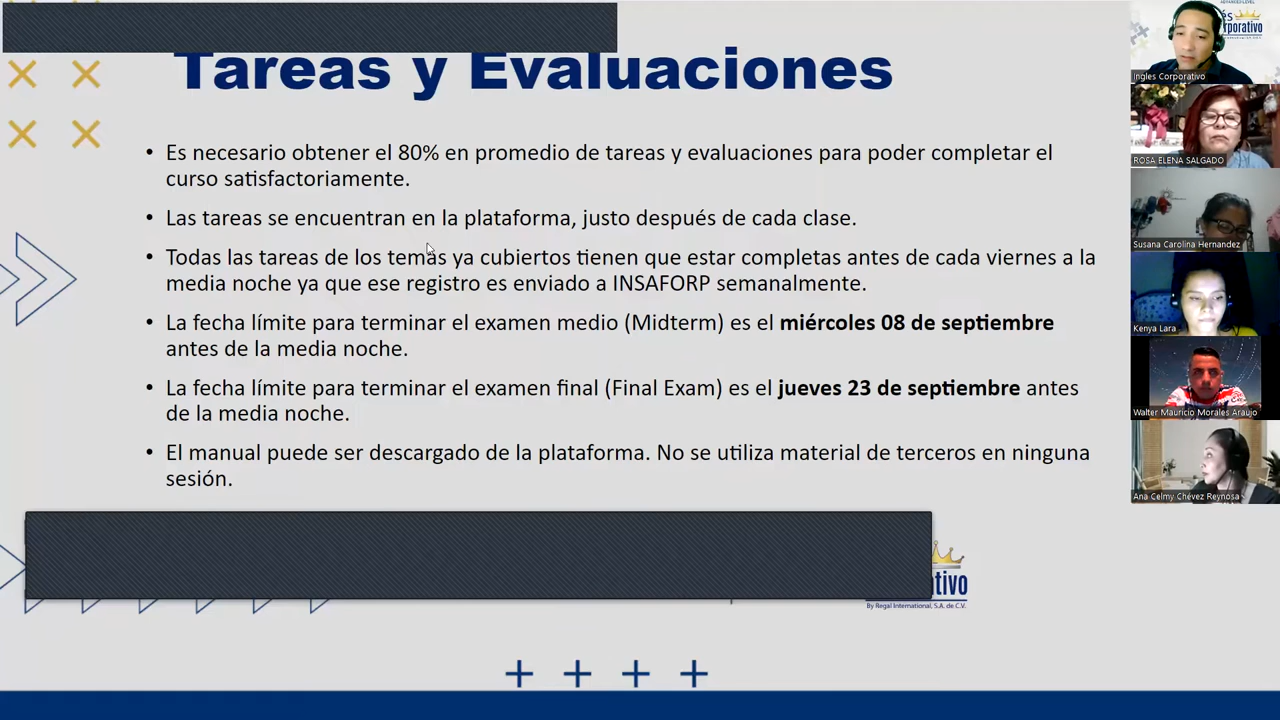 Tareas y Evaluaciones
• Es necesario obtener el 80% en promedio de tareas y evaluaciones para poder completar el
curso satisfactoriamente.
• Las tareas se encuentran en la plataforma, justo después de cada clase.
• Todas las tareas de los temas ya cubiertos tienen que estar completas antes de cada viernes a la
media noche ya que ese registro es enviado a INSAFORP semanalmente.
• La fecha límite para terminar el examen medio (Midterm) es el miércoles 08 de septiembre
antes de la media noche.
• La fecha límite para terminar el examen final (Final Exam) es el jueves 23 de septiembre antes
de la media noche.
• El manual puede ser descargado de la plataforma. No se utiliza material de terceros en ninguna
sesión.
By Regal International, S.A. de C.V.
Ingles Corporativo
ROSA ELENA SALGADO
Susana Carolina Hernandez
Kenya Lara
Walter Mauricio Morales Araujo
Ana Celmy Chévez Reynosa